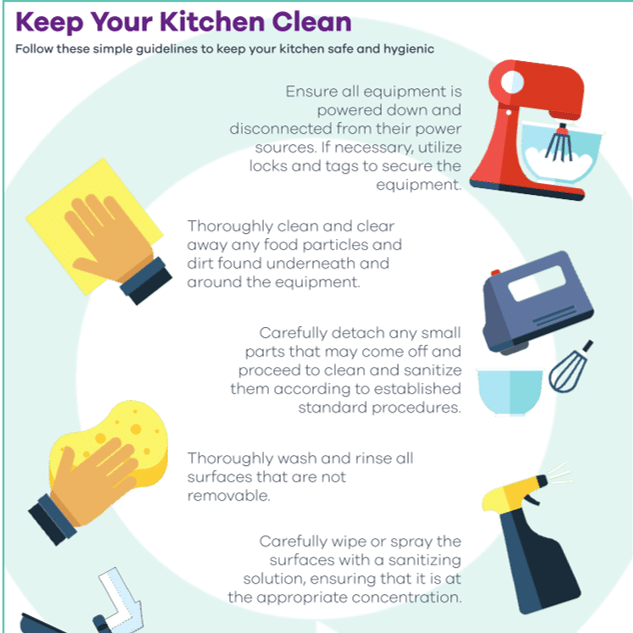 Keep Your Kitchen Clean
Follow these simple guidelines to keep your kitchen safe and hygienic
Ensure all equipment is
powered down and
disconnected from their power
sources. If necessary, utilize
locks and tags to secure the
equipment.
Thoroughly clean and clear
away any food particles and
dirt found underneath and
around the equipment.
Carefully detach any small
parts that may come off and
proceed to clean and sanitize
them according to established
standard procedures.
Thoroughly wash and rinse all
surfaces that are not
removable.
Carefully wipe or spray the
surfaces with a sanitizing
solution, ensuring that it is at
the appropriate concentration.